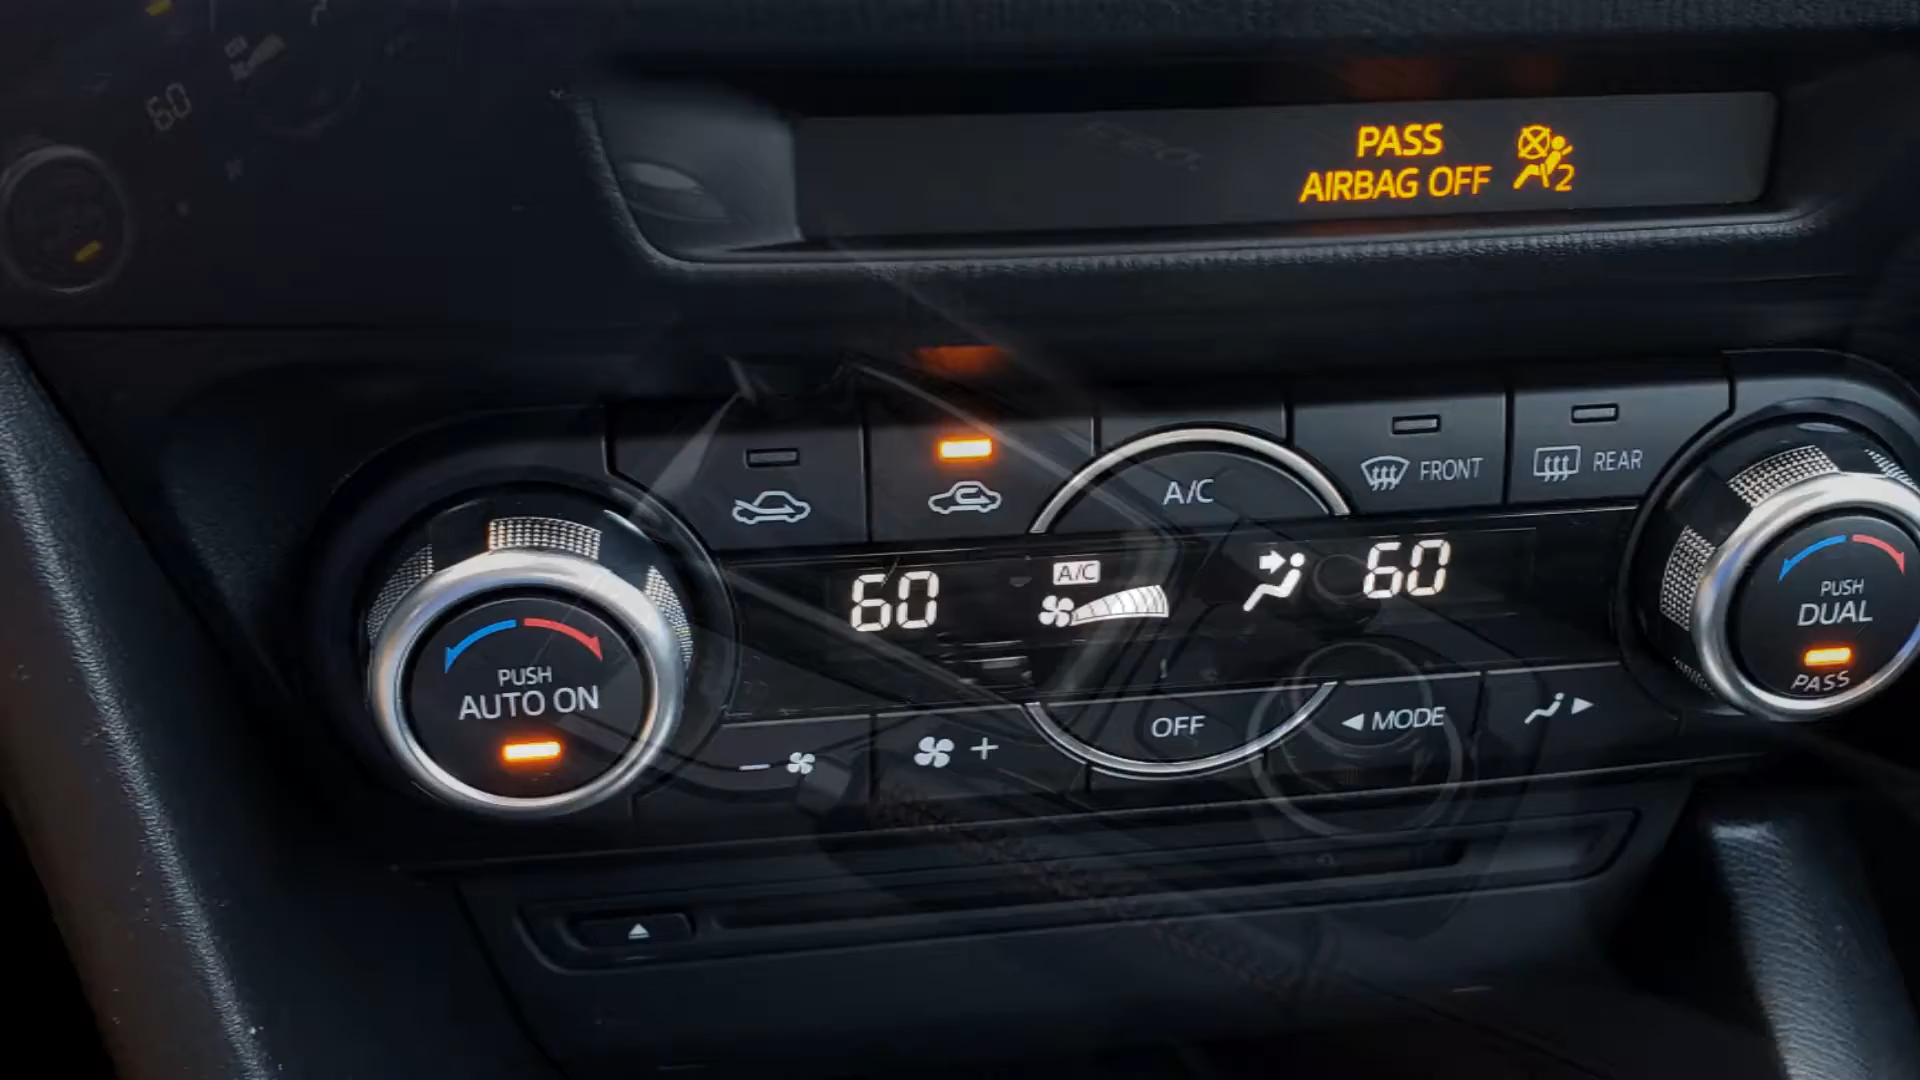 PASS
AIRBAG OFF 2
A/C
FRONT
REAR
60
A/C
60
PUSH
AUTO ON
PUSH
DUAL
PASS
OFF
MODE
60